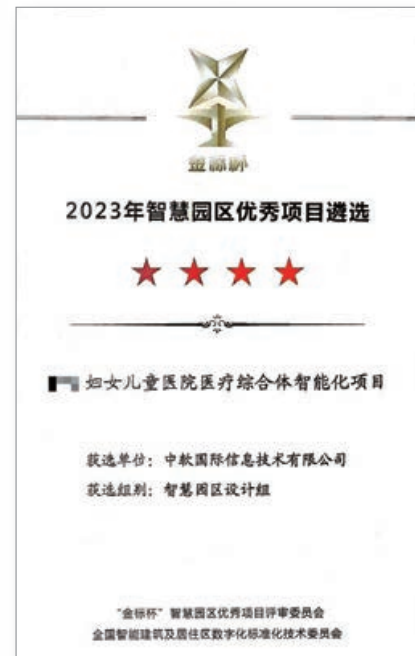 金标杯
2023年智慧园区优秀项目遴选
妇女儿童医院医疗综合体智能化项目
获选单位：中软国际信息技术有限公司
获选组别：智慧园区设计组
“金标杯”智慧园区优秀项目评审委员会
全国智能建筑及居住区数字化标准化技术委员会